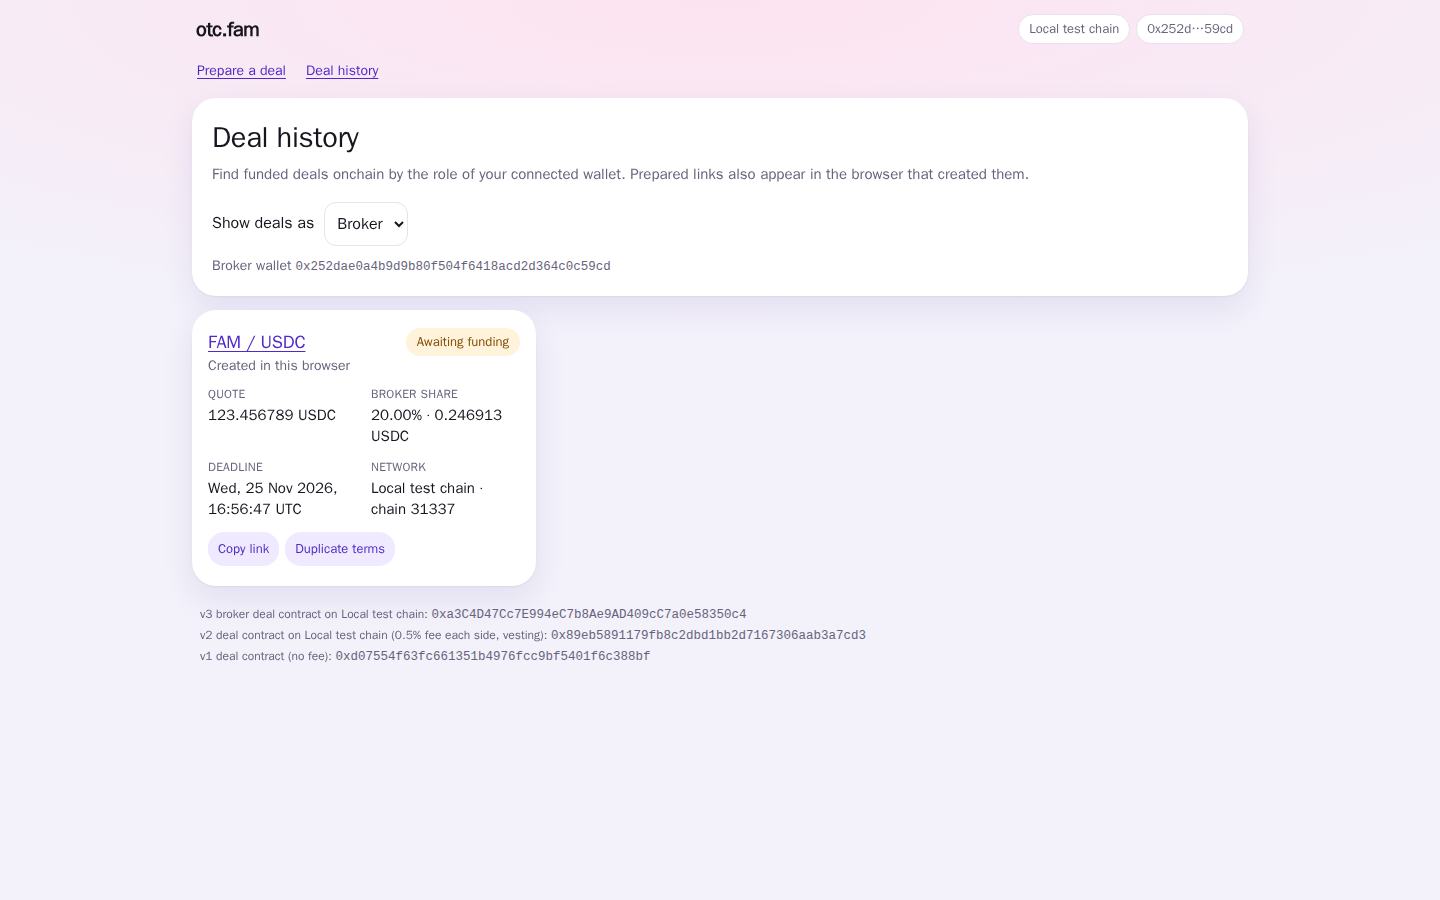 otc.fam
Local test chain
0x252d···59cd
Prepare a deal
Deal history
Deal history
Find funded deals onchain by the role of your connected wallet. Prepared links also appear in the browser that created them.
Show deals as
Broker
Broker wallet 0x252dae0a4b9d9b80f504f6418acd2d364c0c59cd
FAM / USDC
Awaiting funding
Created in this browser
QUOTE
123.456789 USDC
BROKER SHARE
20.00% · 0.246913
USDC
DEADLINE
Wed, 25 Nov 2026,
16:56:47 UTC
NETWORK
Local test chain ·
chain 31337
Copy link
Duplicate terms
v3 broker deal contract on Local test chain: 0xa3C4D47Cc7E994eC7b8Ae9AD409cC7a0e58350c4
v2 deal contract on Local test chain (0.5% fee each side, vesting): 0x89eb5891179fb8c2dbd1bb2d7167306aab3a7cd3
v1 deal contract (no fee): 0xd07554f63fc661351b4976fcc9bf5401f6c388bf